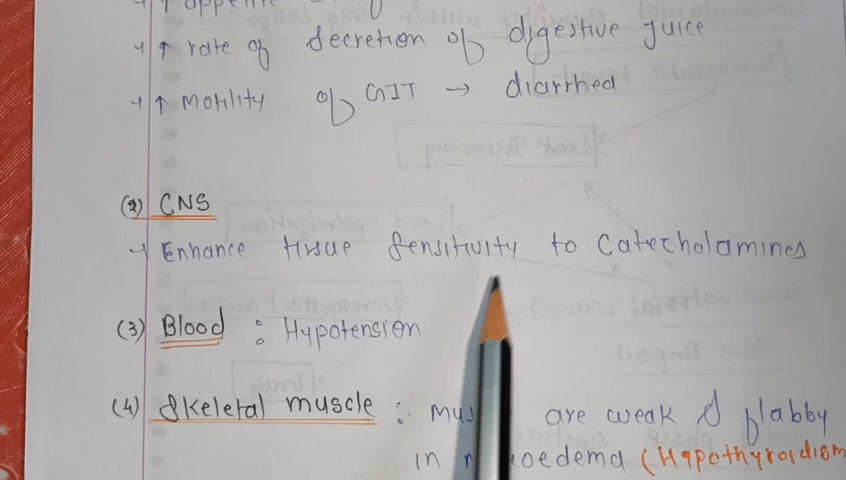 ↑ appetite
↑ rate of secretion of digestive juice
↑ Motility of GIT → diarrhea
(2) CNS
Enhance tissue sensitivity to catecholamines
(3) Blood : Hypotension
(4) Skeletal muscle : are weak & flabby
in (Hypothyroidism